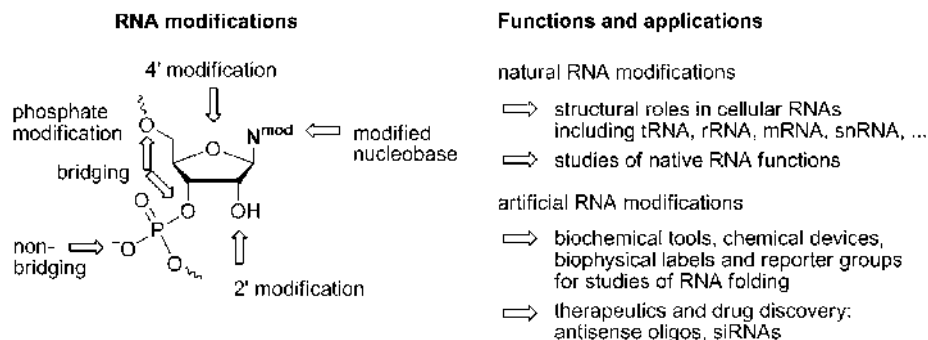 RNA modifications
4' modification
phosphate
modification
O
O
N^mod
modified
nucleobase
bridging
O
O
OH
P
non-
bridging
⁻O
O
2' modification
Functions and applications
natural RNA modifications
structural roles in cellular RNAs
including tRNA, rRNA, mRNA, snRNA, ...
studies of native RNA functions
artificial RNA modifications
biochemical tools, chemical devices,
biophysical labels and reporter groups
for studies of RNA folding
therapeutics and drug discovery:
antisense oligos, siRNAs